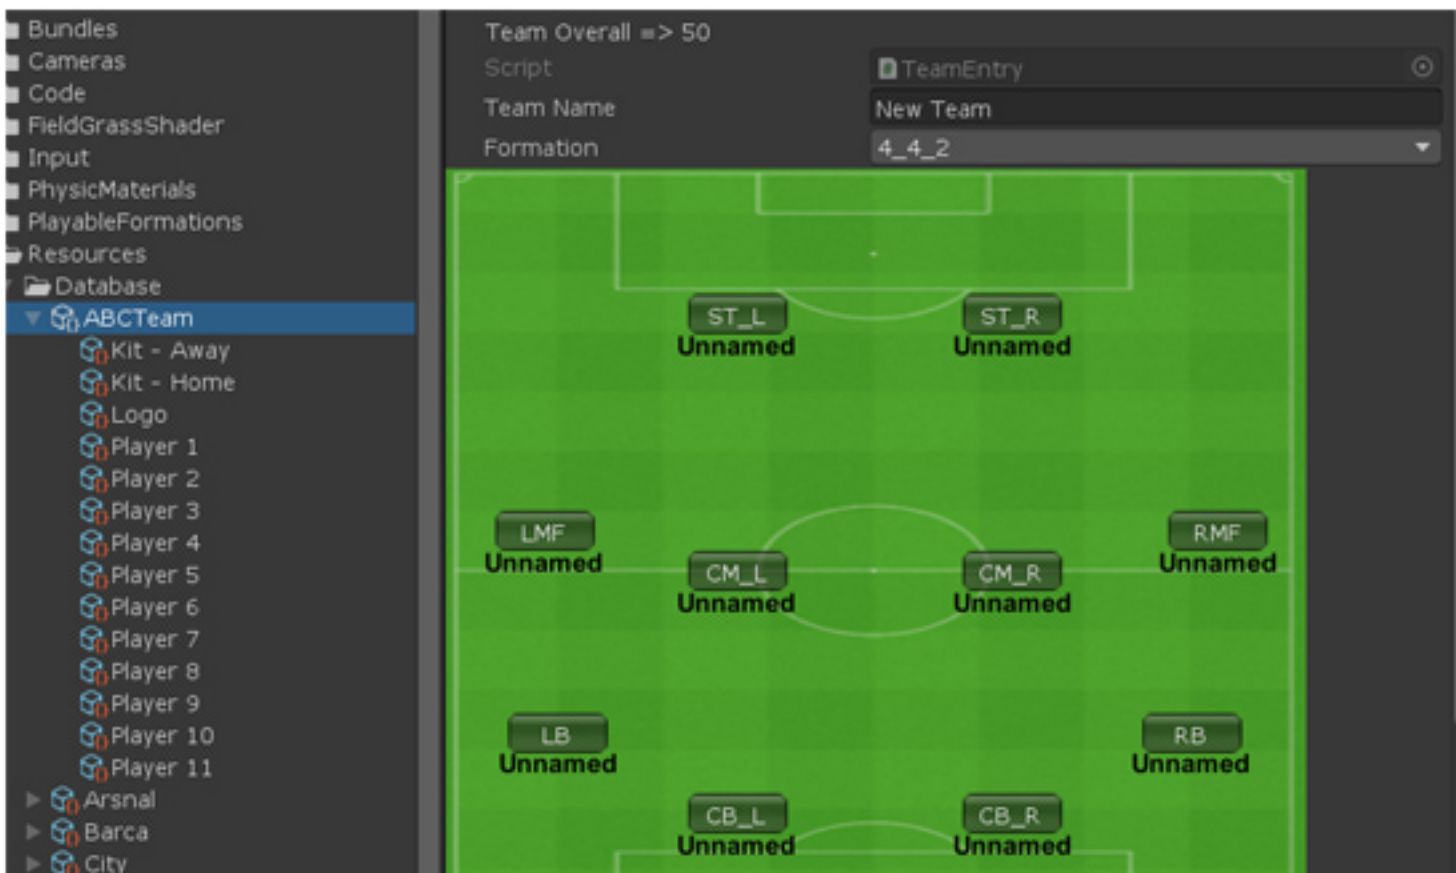 Bundles
Cameras
Code
FieldGrassShader
Input
PhysicMaterials
PlayableFormations
Resources
Database
ABCTeam
Kit - Away
Kit - Home
Logo
Player 1
Player 2
Player 3
Player 4
Player 5
Player 6
Player 7
Player 8
Player 9
Player 10
Player 11
Arsnal
Barca
City
Team Overall => 50
Script
TeamEntry
Team Name
New Team
Formation
4_4_2
ST_L
Unnamed
ST_R
Unnamed
LMF
Unnamed
CM_L
Unnamed
CM_R
Unnamed
RMF
Unnamed
LB
Unnamed
RB
Unnamed
CB_L
Unnamed
CB_R
Unnamed